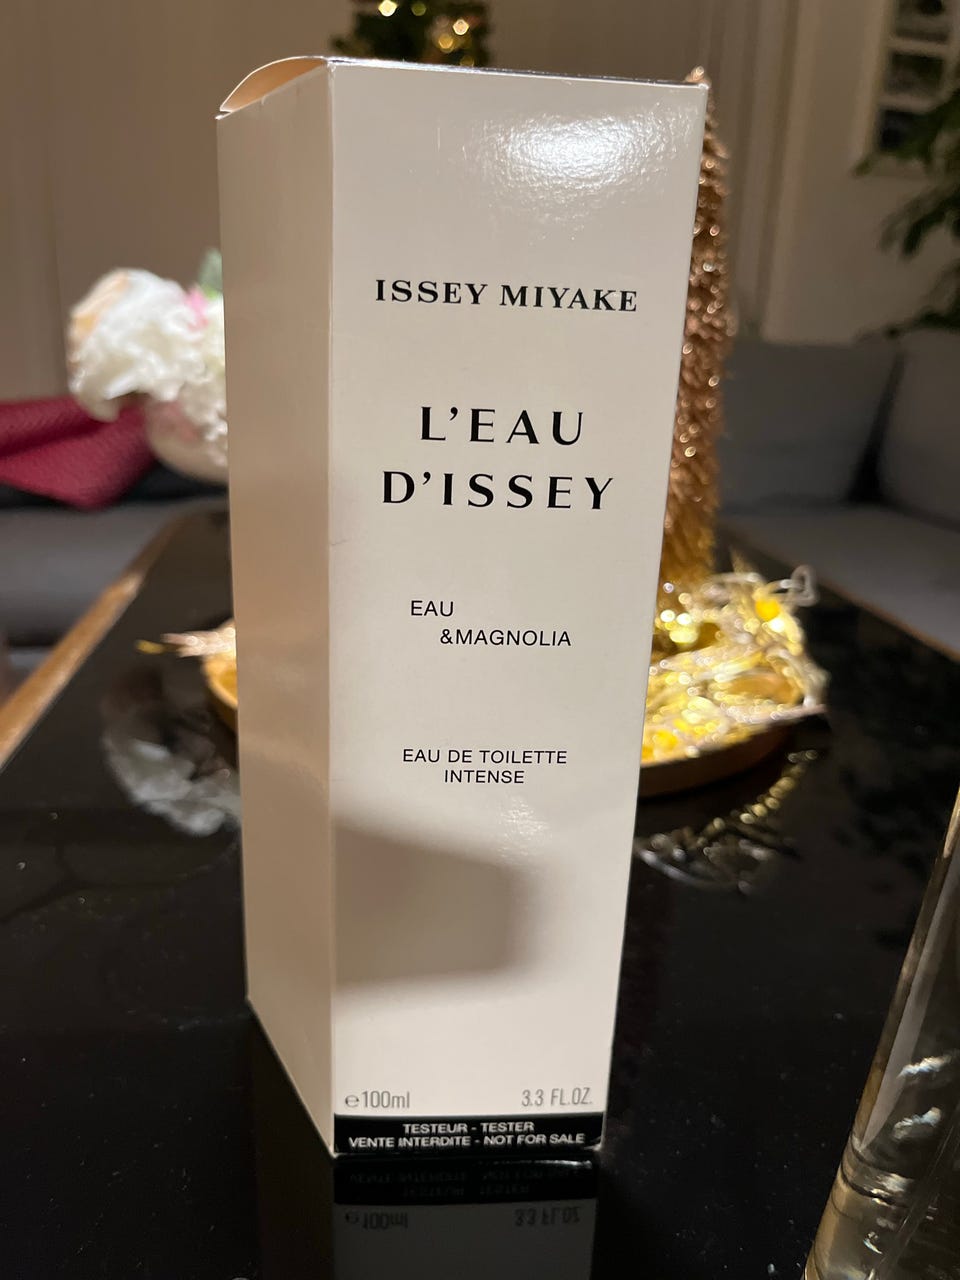 ISSEY MIYAKE
L'EAU
D'ISSEY
EAU
&MAGNOLIA
EAU DE TOILETTE
INTENSE
℮100ml 3.3 FL.OZ.
TESTEUR - TESTER
VENTE INTERDITE - NOT FOR SALE